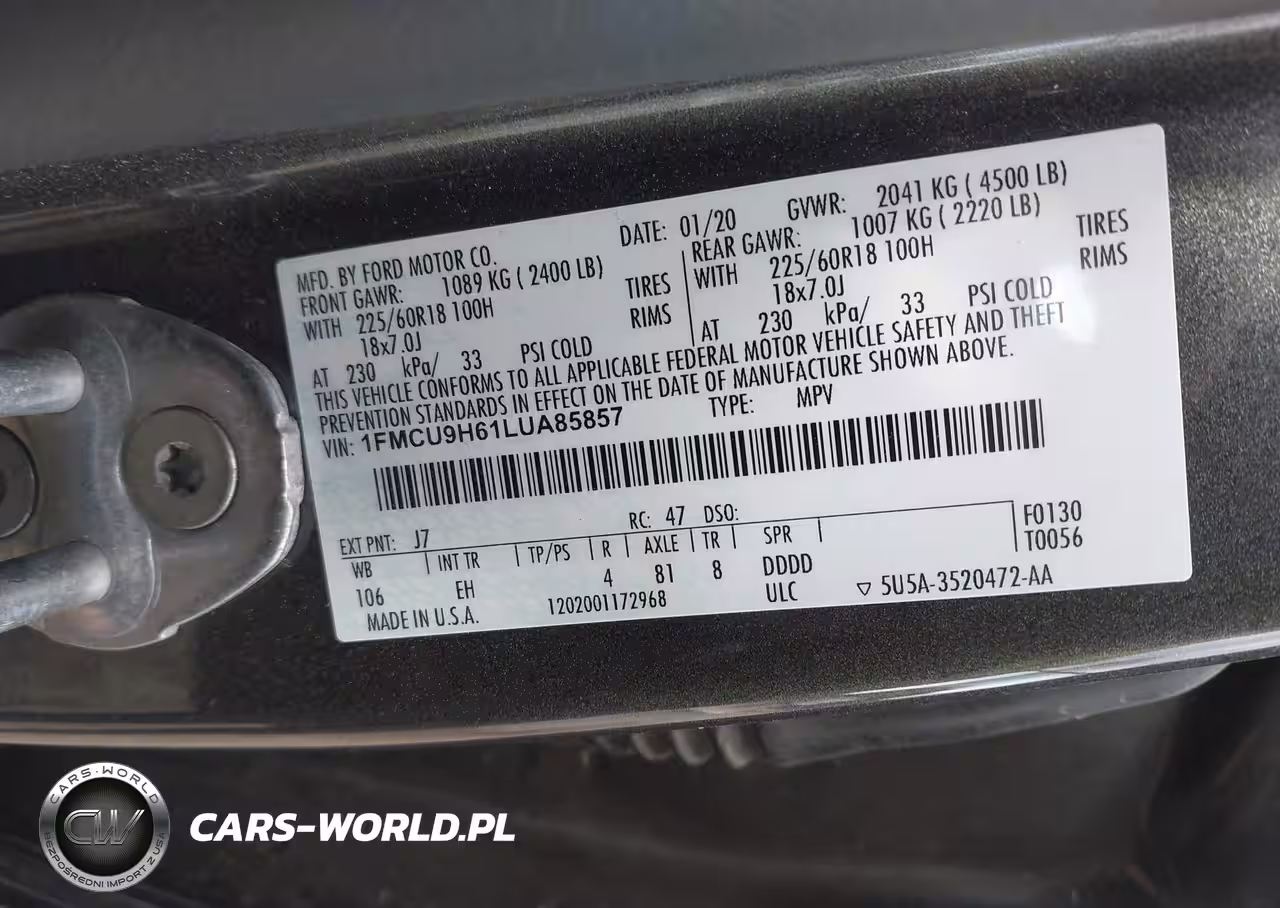 MFD. BY FORD MOTOR CO. DATE: 01/20 GVWR: 2041 KG ( 4500 LB)
FRONT GAWR: 1089 KG ( 2400 LB) REAR GAWR: 1007 KG ( 2220 LB)
WITH 225/60R18 100H TIRES WITH 225/60R18 100H TIRES
18x7.0J RIMS 18x7.0J RIMS
AT 230 kPa/ 33 PSI COLD AT 230 kPa/ 33 PSI COLD
THIS VEHICLE CONFORMS TO ALL APPLICABLE FEDERAL MOTOR VEHICLE SAFETY AND THEFT
PREVENTION STANDARDS IN EFFECT ON THE DATE OF MANUFACTURE SHOWN ABOVE.
VIN: 1FMCU9H61LUA85857 TYPE: MPV
EXT PNT: J7 RC: 47 DSO: F0130
WB INT TR TP/PS R AXLE TR SPR T0056
106 EH 4 81 8 DDDD
MADE IN U.S.A. 1202001172968 ULC ▽ 5U5A-3520472-AA
CARS-WORLD
CW
BEZPOŚREDNI IMPORT Z USA
CARS-WORLD.PL